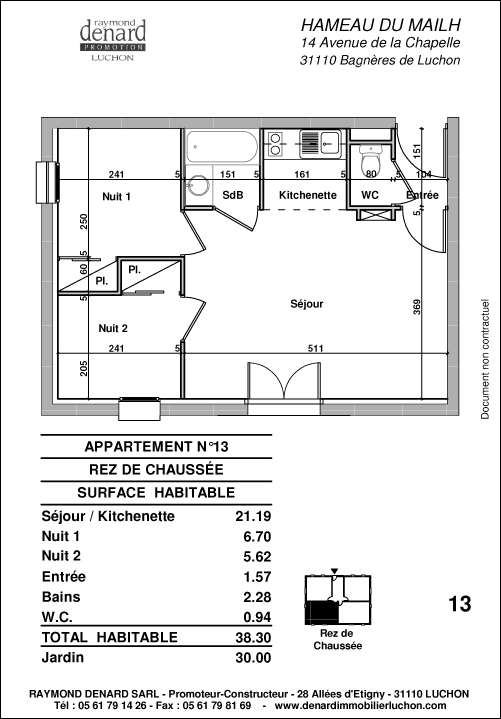 raymond
denard
PROMOTION
LUCHON
HAMEAU DU MAILH
14 Avenue de la Chapelle
31110 Bagnères de Luchon
241
5
151
5
161
5
80
5
104
151
Nuit 1
SdB
Kitchenette
WC
Entrée
5
250
5
60
5
Pl.
Pl.
Séjour
369
Nuit 2
241
5
511
205
Document non contractuel
APPARTEMENT N°13
REZ DE CHAUSSÉE
SURFACE HABITABLE
Séjour / Kitchenette 21.19
Nuit 1 6.70
Nuit 2 5.62
Entrée 1.57
Bains 2.28
W.C. 0.94
TOTAL HABITABLE 38.30
Jardin 30.00
Rez de
Chaussée
13
RAYMOND DENARD SARL - Promoteur-Constructeur - 28 Allées d'Etigny - 31110 LUCHON
Tél : 05 61 79 14 26 - Fax : 05 61 79 81 69 - www.denardimmobilierluchon.com